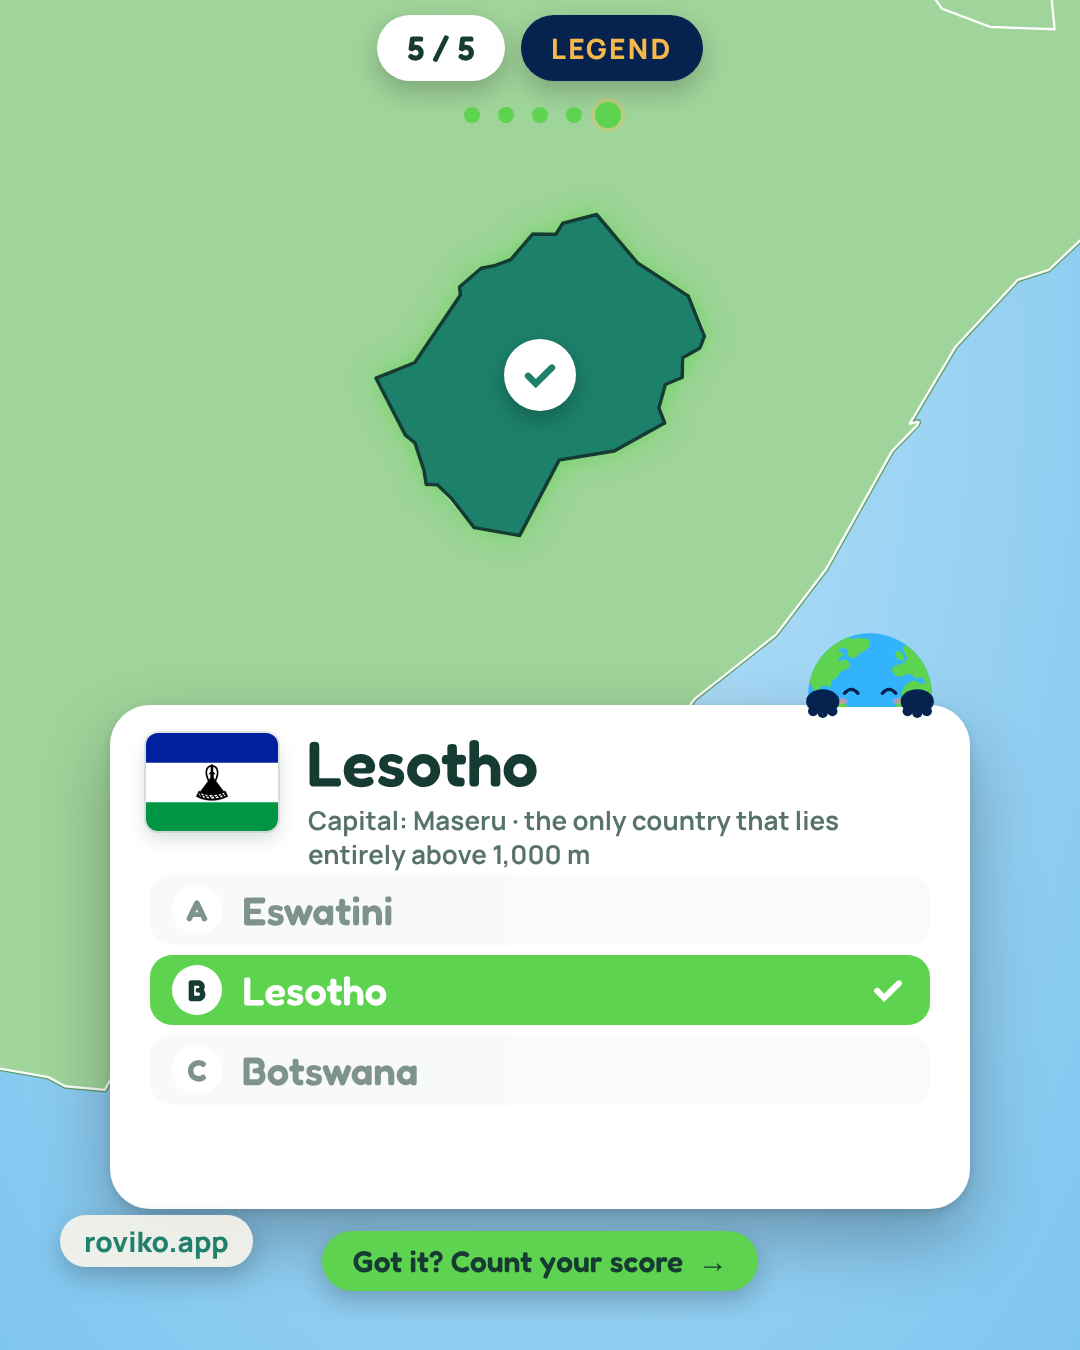 5 / 5
LEGEND
Lesotho
Capital: Maseru · the only country that lies
entirely above 1,000 m
A Eswatini
B Lesotho
C Botswana
roviko.app
Got it? Count your score →